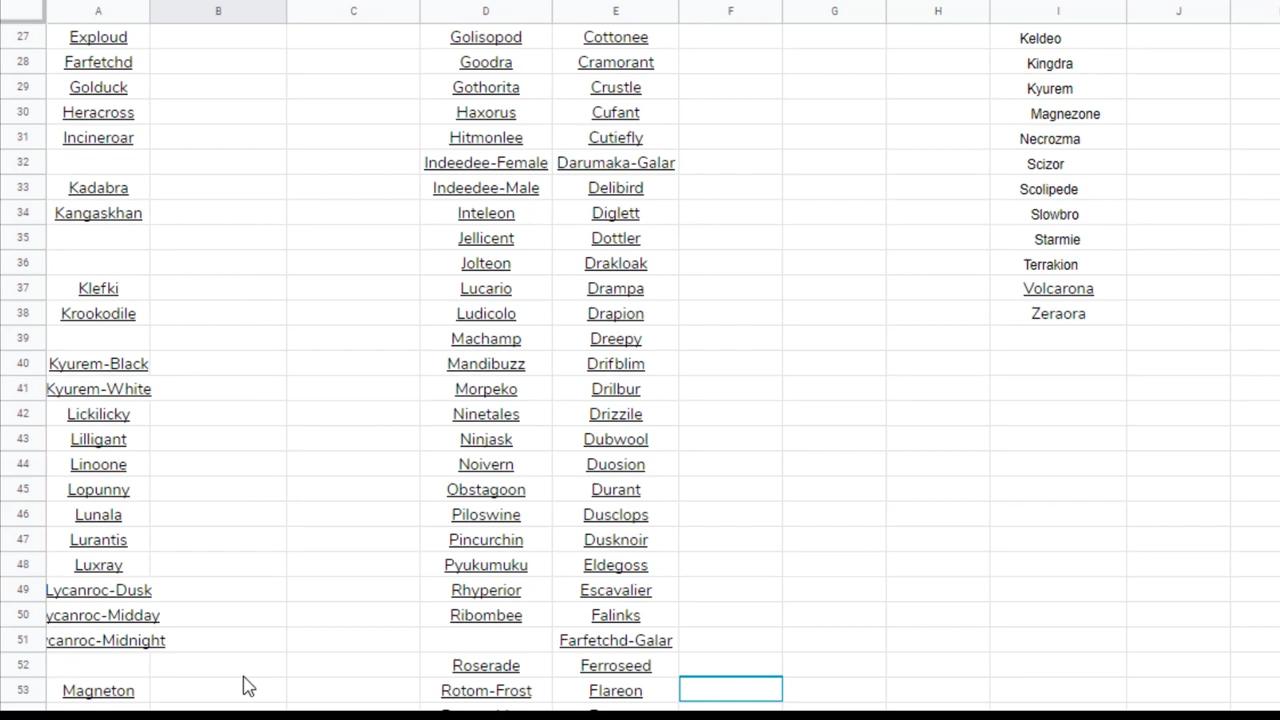 A B C D E F G H I J
27 Exploud Golisopod Cottonee Keldeo
28 Farfetchd Goodra Cramorant Kingdra
29 Golduck Gothorita Crustle Kyurem
30 Heracross Haxorus Cufant Magnezone
31 Incineroar Hitmonlee Cutiefly Necrozma
32 Indeedee-Female Darumaka-Galar Scizor
33 Kadabra Indeedee-Male Delibird Scolipede
34 Kangaskhan Inteleon Diglett Slowbro
35 Jellicent Dottler Starmie
36 Jolteon Drakloak Terrakion
37 Klefki Lucario Drampa Volcarona
38 Krookodile Ludicolo Drapion Zeraora
39 Machamp Dreepy
40 Kyurem-Black Mandibuzz Drifblim
41 Kyurem-White Morpeko Drilbur
42 Lickilicky Ninetales Drizzile
43 Lilligant Ninjask Dubwool
44 Linoone Noivern Duosion
45 Lopunny Obstagoon Durant
46 Lunala Piloswine Dusclops
47 Lurantis Pincurchin Dusknoir
48 Luxray Pyukumuku Eldegoss
49 Lycanroc-Dusk Rhyperior Escavalier
50 ycanroc-Midday Ribombee Falinks
51 canroc-Midnight Farfetchd-Galar
52 Roserade Ferroseed
53 Magneton Rotom-Frost Flareon